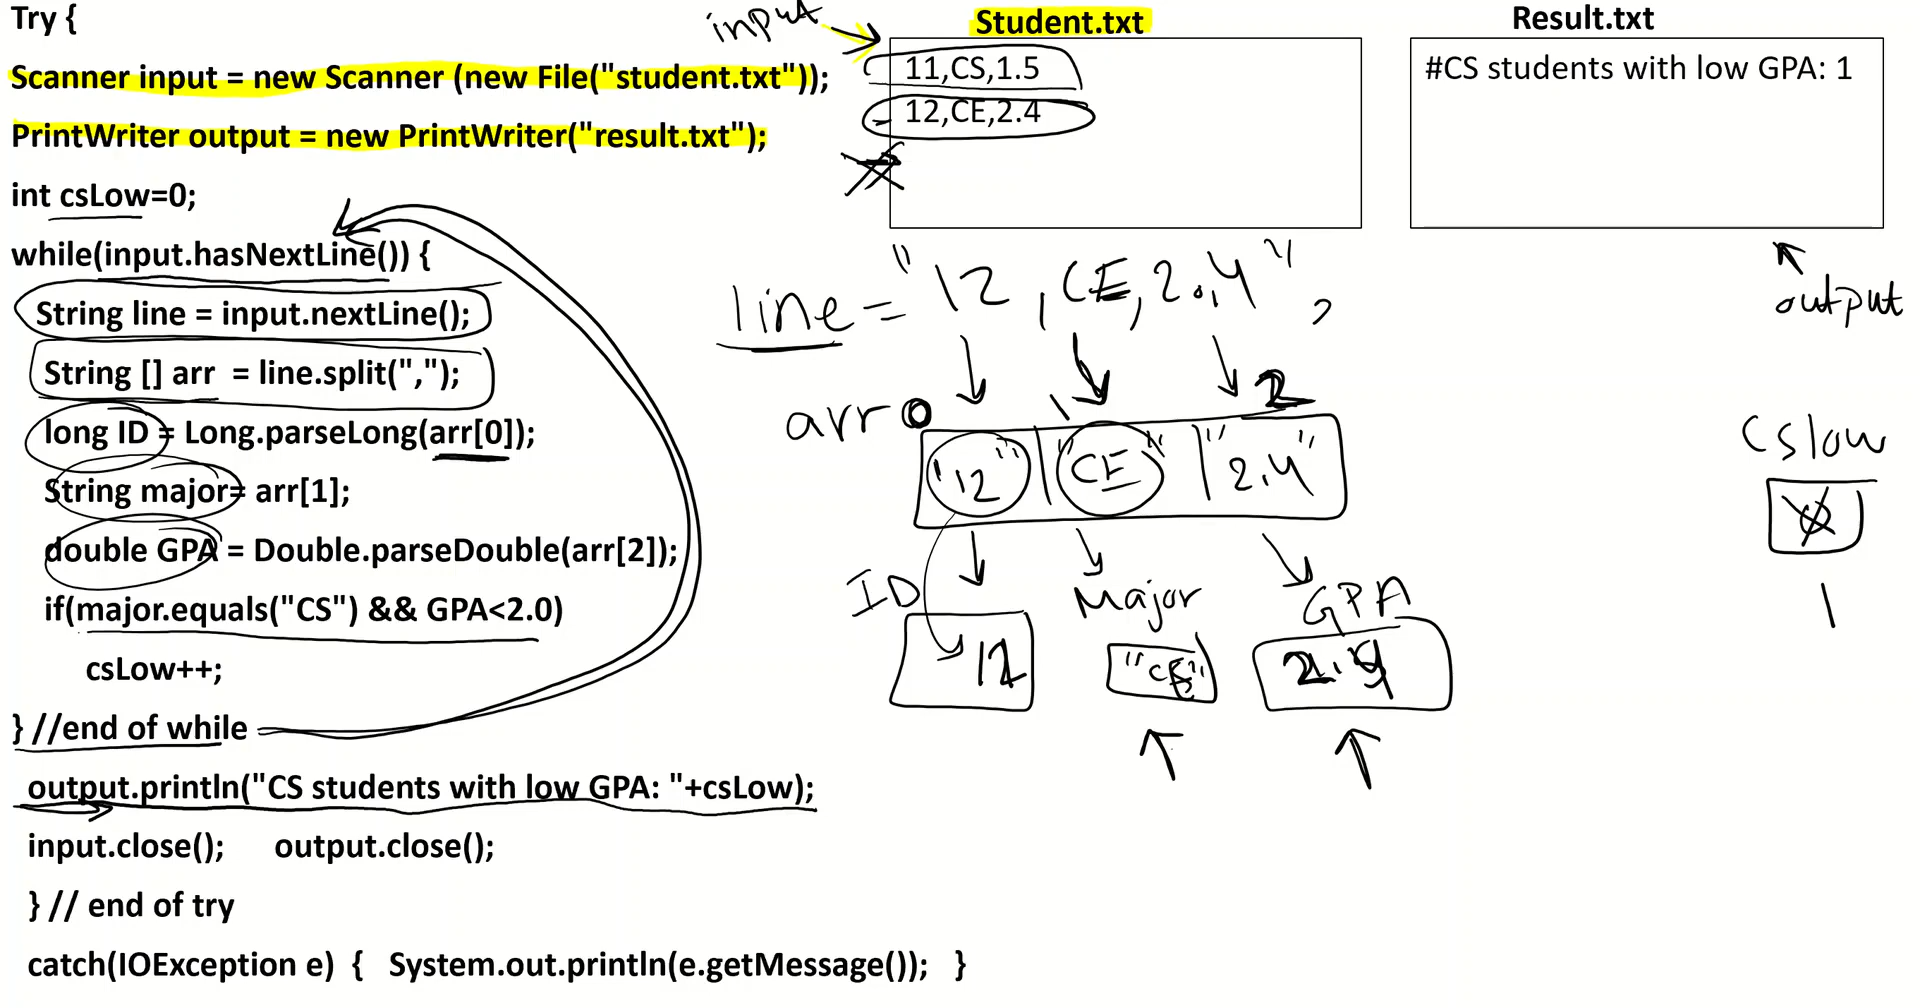 Try {
Scanner input = new Scanner (new File("student.txt"));
PrintWriter output = new PrintWriter("result.txt");
int csLow=0;
while(input.hasNextLine()) {
String line = input.nextLine();
String [] arr = line.split(",");
long ID = Long.parseLong(arr[0]);
String major= arr[1];
double GPA = Double.parseDouble(arr[2]);
if(major.equals("CS") && GPA<2.0)
csLow++;
} //end of while
output.println("CS students with low GPA: "+csLow);
input.close(); output.close();
} // end of try
catch(IOException e) { System.out.println(e.getMessage()); }
input
Student.txt
11,CS,1.5
12,CE,2.4
Result.txt
#CS students with low GPA: 1
output
line = "12,CE,2.4",
arr 0 1 2
"12" "CE" "2.4"
ID Major GPA
12 "CE" 2.4
CSlow
0
1